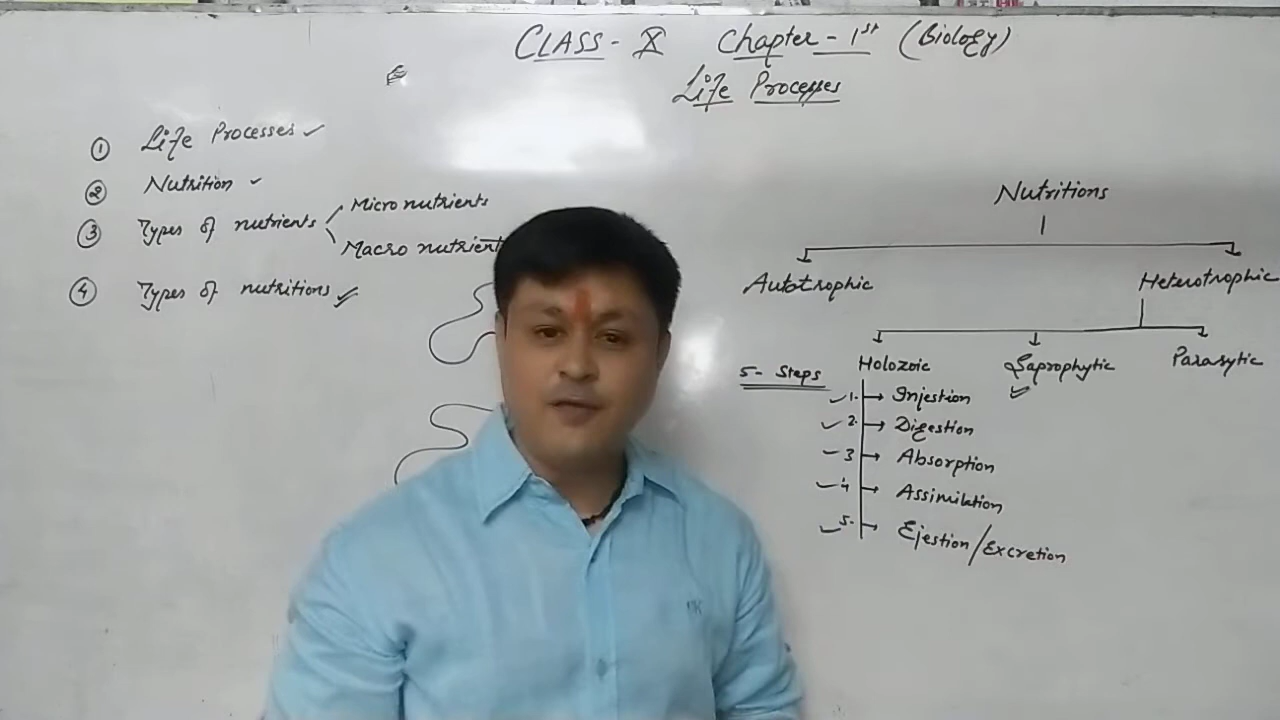 CLASS - X Chapter - 1st (Biology)
Life Processes
① Life Processes ✓
② Nutrition ✓
③ Types of nutrients
Micro nutrients
Macro nutrient
④ Types of nutritions ✓
Nutritions
Autotrophic
Heterotrophic
Holozoic
Saprophytic
Parasytic
5- Steps
1. Injestion
2. Digestion
3 Absorption
4 Assimilation
5. Ejestion/Excretion